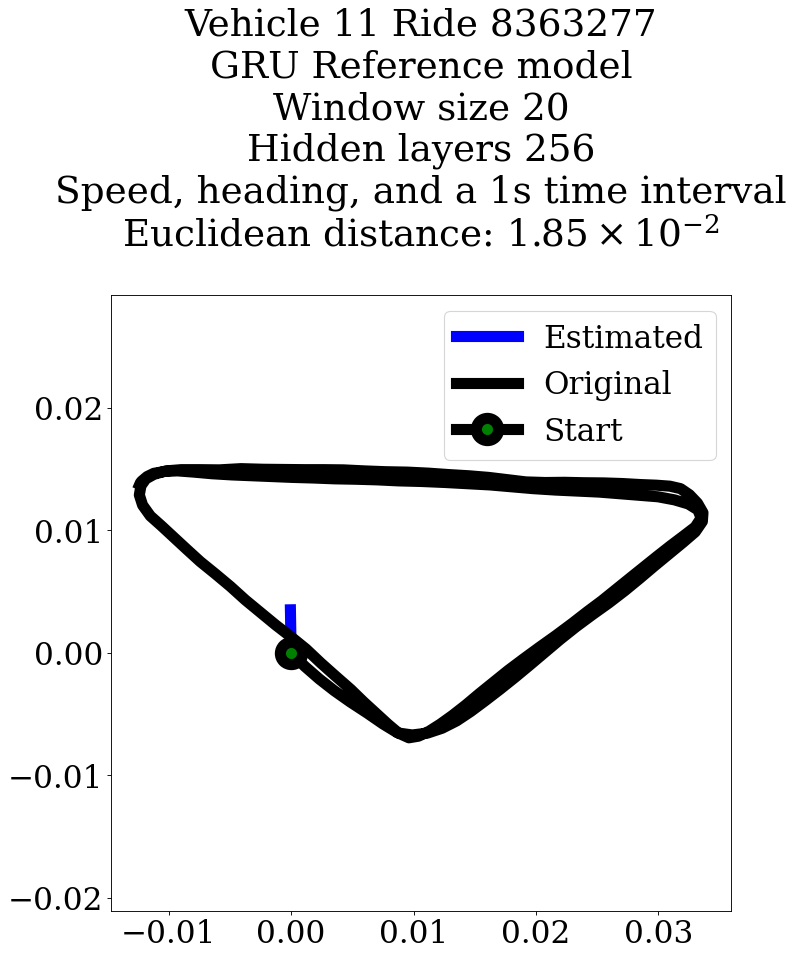 Vehicle 11 Ride 8363277
GRU Reference model
Window size 20
Hidden layers 256
Speed, heading, and a 1s time interval
Euclidean distance: 1.85 × 10⁻²
Estimated
Original
Start
0.02
0.01
0.00
−0.01
−0.02
−0.01 0.00 0.01 0.02 0.03